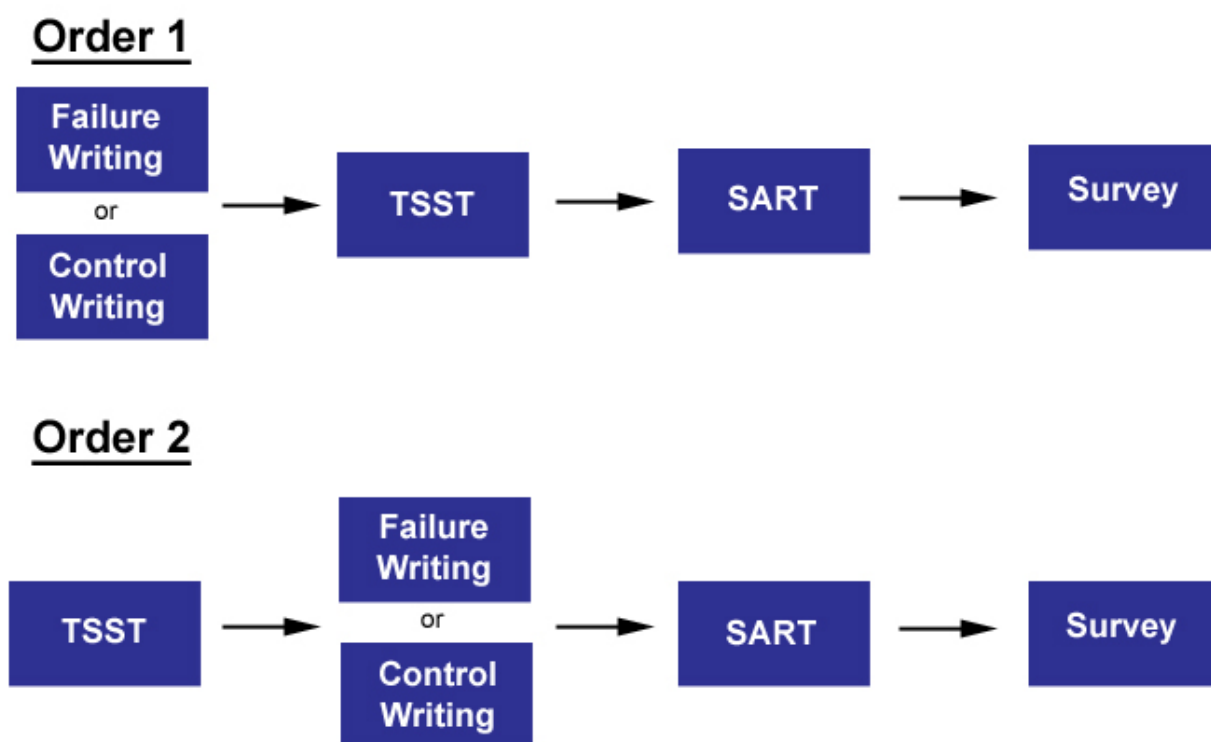 Order 1
Failure
Writing
or
Control
Writing
TSST
SART
Survey
Order 2
TSST
Failure
Writing
or
Control
Writing
SART
Survey